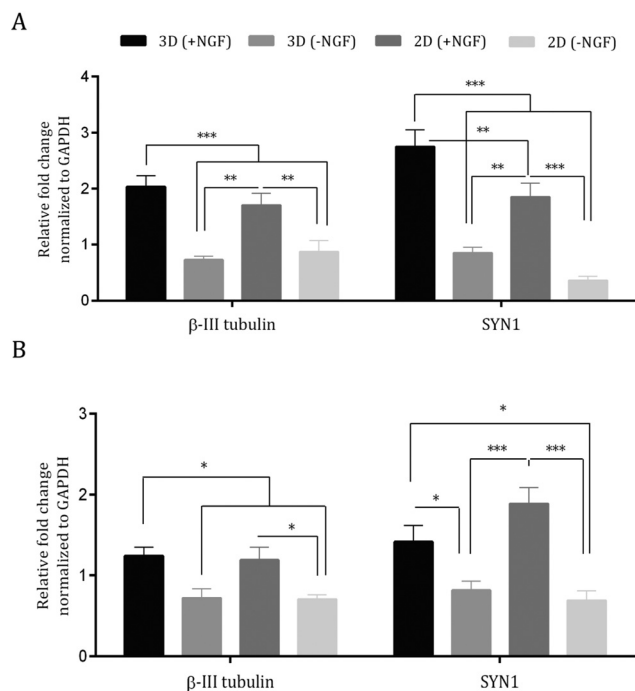 A
3D (+NGF) 3D (-NGF) 2D (+NGF) 2D (-NGF)
Relative fold change
normalized to GAPDH
4
3
2
1
0
***
**
**
***
**
**
***
β-III tubulin SYN1
B
Relative fold change
normalized to GAPDH
3
2
1
0
*
*
*
***
***
*
β-III tubulin SYN1